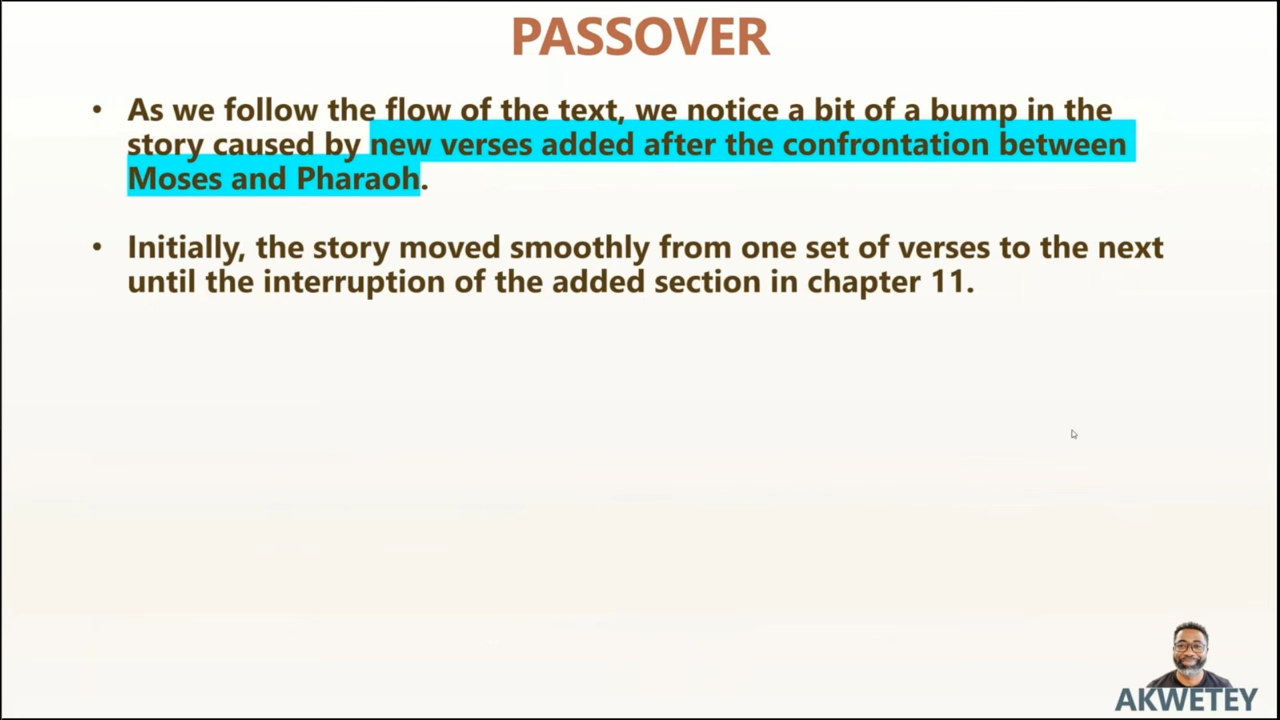 PASSOVER
• As we follow the flow of the text, we notice a bit of a bump in the
story caused by new verses added after the confrontation between
Moses and Pharaoh.
• Initially, the story moved smoothly from one set of verses to the next
until the interruption of the added section in chapter 11.
AKWETEY